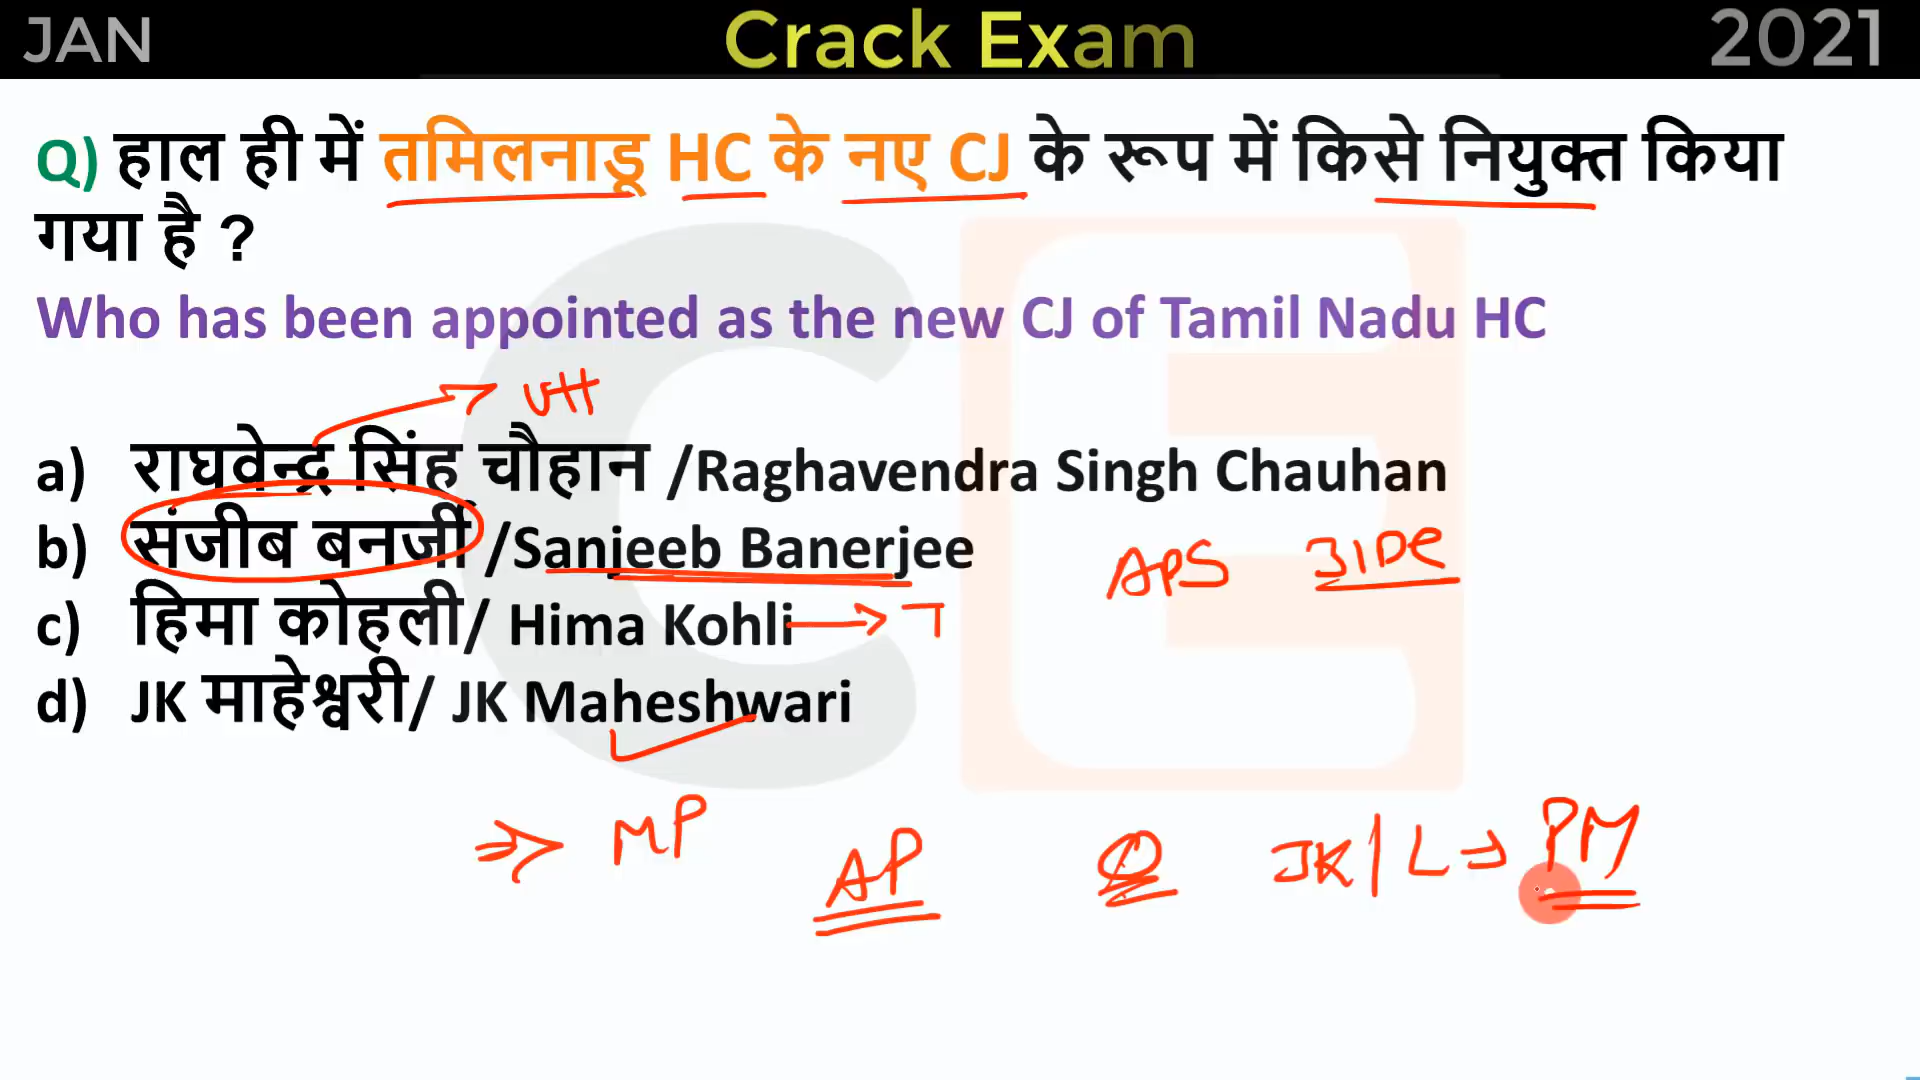 JAN Crack Exam 2021
Q) हाल ही में तमिलनाडू HC के नए CJ के रूप में किसे नियुक्त किया
गया है ?
Who has been appointed as the new CJ of Tamil Nadu HC
a) राघवेन्द्र सिंह चौहान /Raghavendra Singh Chauhan
b) संजीब बनर्जी /Sanjeeb Banerjee
APS
c) हिमा कोहली/ Hima Kohli T
d) JK माहेश्वरी/ JK Maheshwari
MP AP JK|L PM